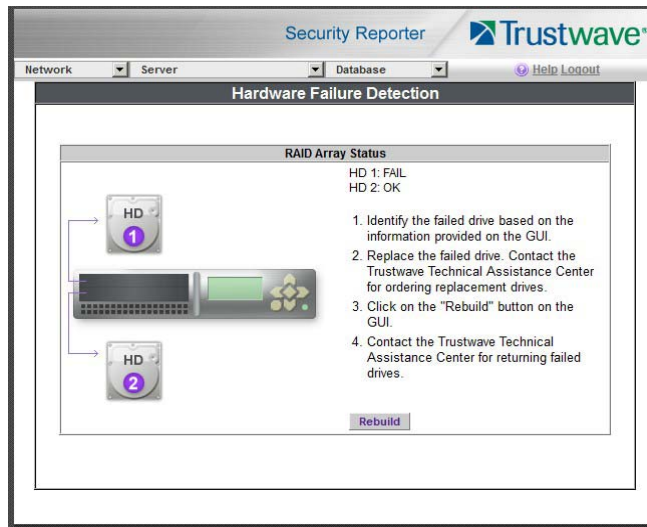 Security Reporter
Trustwave
Network Server Database Help Logout
Hardware Failure Detection
RAID Array Status
HD 1: FAIL
HD 2: OK
HD
1
1. Identify the failed drive based on the
information provided on the GUI.
2. Replace the failed drive. Contact the
Trustwave Technical Assistance Center
for ordering replacement drives.
3. Click on the "Rebuild" button on the
GUI.
4. Contact the Trustwave Technical
Assistance Center for returning failed
drives.
HD
2
Rebuild